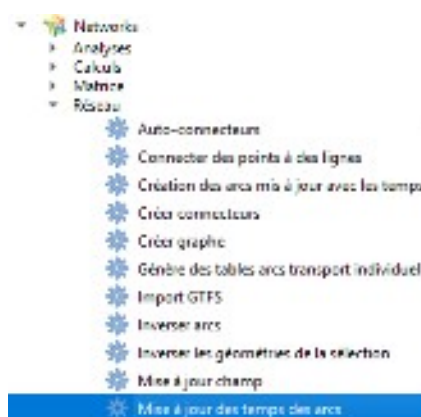 Networks
Analyses
Calculs
Matrice
Réseau
Auto-connecteurs
Connecter des points à des lignes
Création des arcs mis à jour avec les temps
Créer connecteurs
Créer graphe
Génère des tables arcs transport individuel
Import GTFS
Inverser arcs
Inverser les géométries de la sélection
Mise à jour champ
Mise à jour des temps des arcs